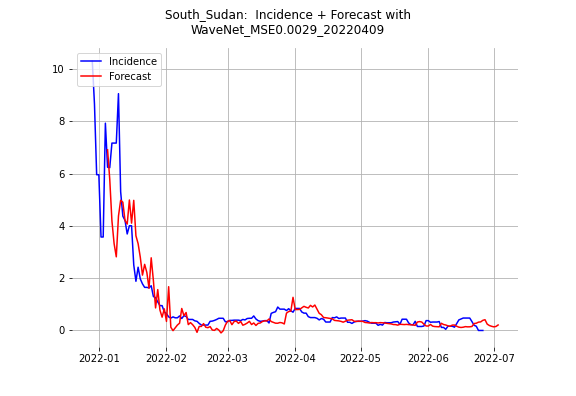 South_Sudan:  Incidence + Forecast with
WaveNet_MSE0.0029_20220409
Incidence
Forecast
10
8
6
4
2
0
2022-01 2022-02 2022-03 2022-04 2022-05 2022-06 2022-07